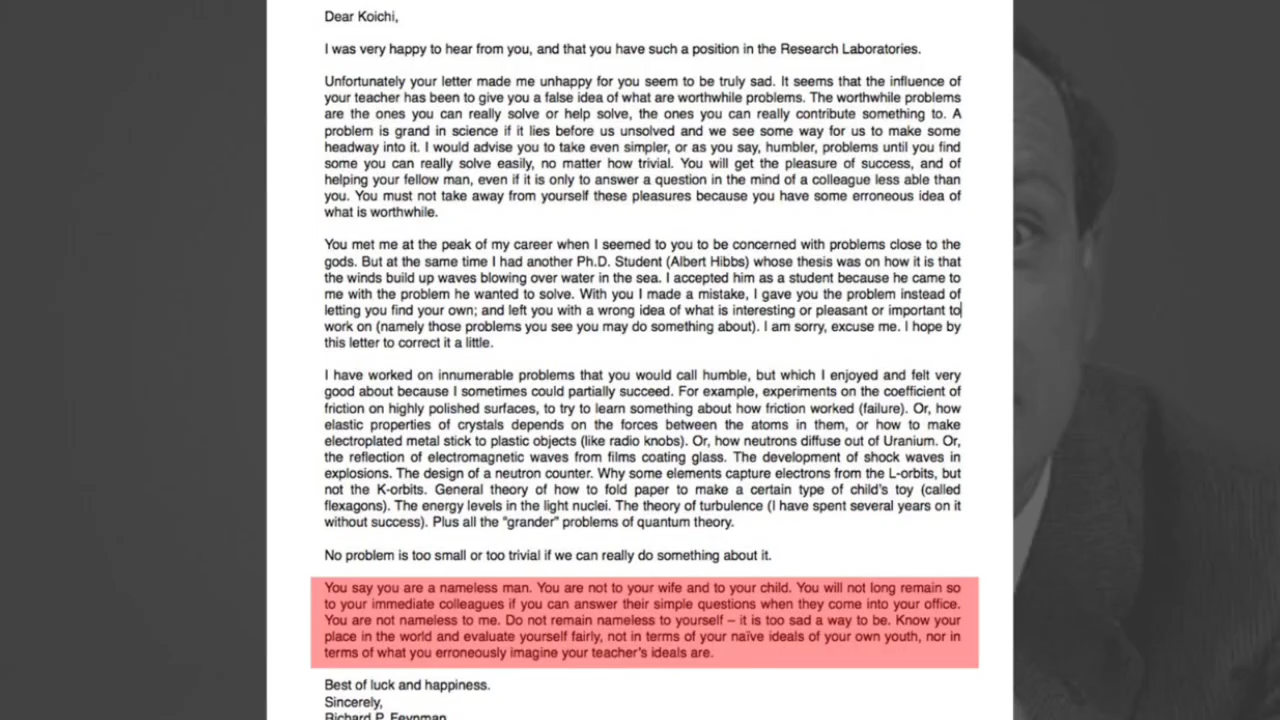 Dear Koichi,
I was very happy to hear from you, and that you have such a position in the Research Laboratories.
Unfortunately your letter made me unhappy for you seem to be truly sad. It seems that the influence of
your teacher has been to give you a false idea of what are worthwhile problems. The worthwhile problems
are the ones you can really solve or help solve, the ones you can really contribute something to. A
problem is grand in science if it lies before us unsolved and we see some way for us to make some
headway into it. I would advise you to take even simpler, or as you say, humbler, problems until you find
some you can really solve easily, no matter how trivial. You will get the pleasure of success, and of
helping your fellow man, even if it is only to answer a question in the mind of a colleague less able than
you. You must not take away from yourself these pleasures because you have some erroneous idea of
what is worthwhile.
You met me at the peak of my career when I seemed to you to be concerned with problems close to the
gods. But at the same time I had another Ph.D. Student (Albert Hibbs) whose thesis was on how it is that
the winds build up waves blowing over water in the sea. I accepted him as a student because he came to
me with the problem he wanted to solve. With you I made a mistake, I gave you the problem instead of
letting you find your own; and left you with a wrong idea of what is interesting or pleasant or important to
work on (namely those problems you see you may do something about). I am sorry, excuse me. I hope by
this letter to correct it a little.
I have worked on innumerable problems that you would call humble, but which I enjoyed and felt very
good about because I sometimes could partially succeed. For example, experiments on the coefficient of
friction on highly polished surfaces, to try to learn something about how friction worked (failure). Or, how
elastic properties of crystals depends on the forces between the atoms in them, or how to make
electroplated metal stick to plastic objects (like radio knobs). Or, how neutrons diffuse out of Uranium. Or,
the reflection of electromagnetic waves from films coating glass. The development of shock waves in
explosions. The design of a neutron counter. Why some elements capture electrons from the L-orbits, but
not the K-orbits. General theory of how to fold paper to make a certain type of child's toy (called
flexagons). The energy levels in the light nuclei. The theory of turbulence (I have spent several years on it
without success). Plus all the "grander" problems of quantum theory.
No problem is too small or too trivial if we can really do something about it.
You say you are a nameless man. You are not to your wife and to your child. You will not long remain so
to your immediate colleagues if you can answer their simple questions when they come into your office.
You are not nameless to me. Do not remain nameless to yourself – it is too sad a way to be. Know your
place in the world and evaluate yourself fairly, not in terms of your naïve ideals of your own youth, nor in
terms of what you erroneously imagine your teacher's ideals are.
Best of luck and happiness.
Sincerely,
Richard P. Feynman